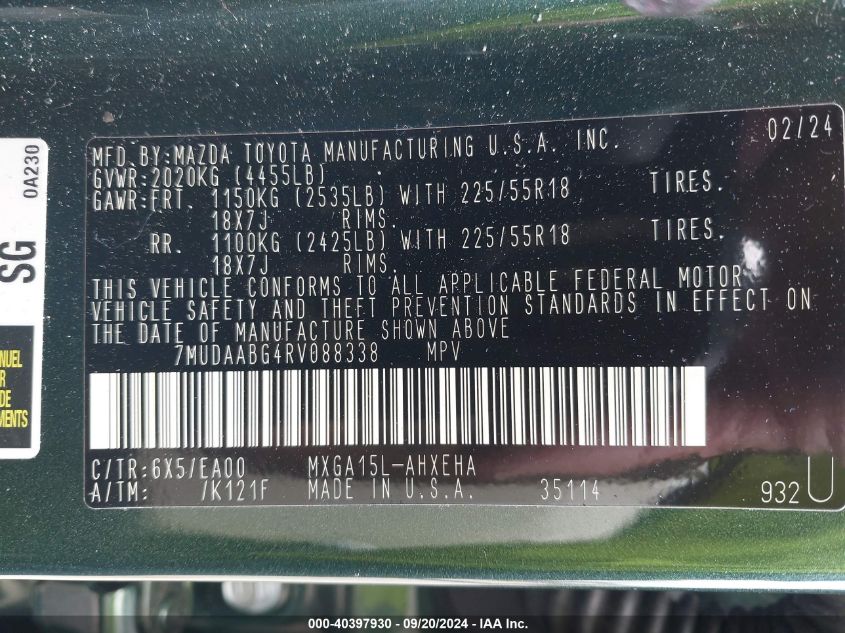 MFD.BY:MAZDA TOYOTA MANUFACTURING U.S.A. INC. 02/24
GVWR:2020KG (4455LB)
GAWR:FRT. 1150KG (2535LB) WITH 225/55R18 TIRES.
18X7J RIMS.
RR. 1100KG (2425LB) WITH 225/55R18 TIRES.
18X7J RIMS.
THIS VEHICLE CONFORMS TO ALL APPLICABLE FEDERAL MOTOR
VEHICLE SAFETY AND THEFT PREVENTION STANDARDS IN EFFECT ON
THE DATE OF MANUFACTURE SHOWN ABOVE
7MUDAABG4RV088338 MPV
C/TR:6X5/EA00 MXGA15L-AHXEHA
A/TM: /K121F MADE IN U.S.A. 35114 932U
0A230
SG
000-40397930 - 09/20/2024 - IAA Inc.